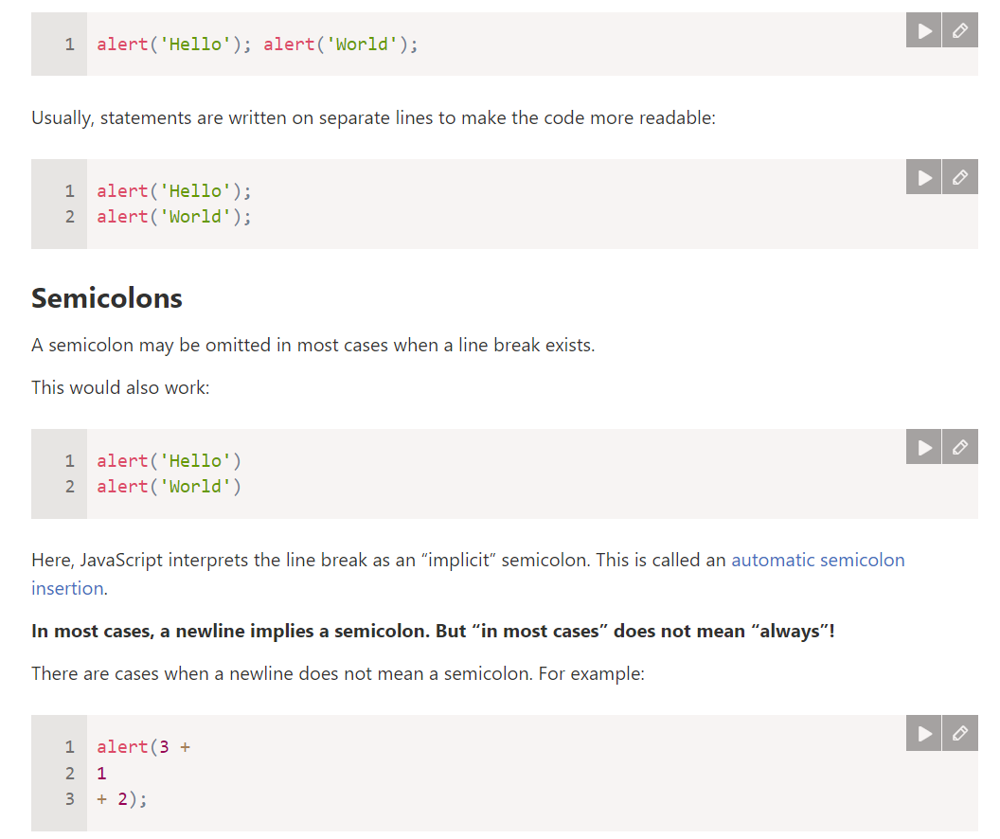 1 alert('Hello'); alert('World');
Usually, statements are written on separate lines to make the code more readable:
1 alert('Hello');
2 alert('World');
Semicolons
A semicolon may be omitted in most cases when a line break exists.
This would also work:
1 alert('Hello')
2 alert('World')
Here, JavaScript interprets the line break as an “implicit” semicolon. This is called an automatic semicolon
insertion.
In most cases, a newline implies a semicolon. But “in most cases” does not mean “always”!
There are cases when a newline does not mean a semicolon. For example:
1 alert(3 +
2 1
3 + 2);